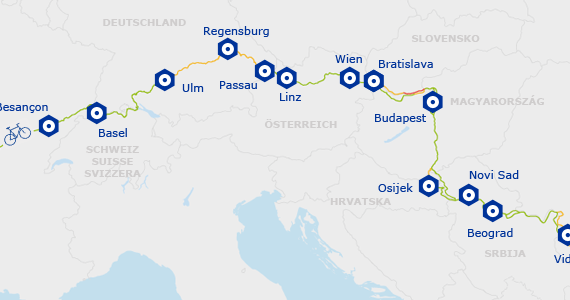 DEUTSCHLAND
Regensburg
SLOVENSKO
Passau
Ulm
Linz
Wien
Bratislava
Besançon
Basel
Budapest
MAGYARORSZÁG
ÖSTERREICH
SCHWEIZ
SUISSE
SVIZZERA
Osijek
Novi Sad
HRVATSKA
Beograd
SRBIJA
Vid